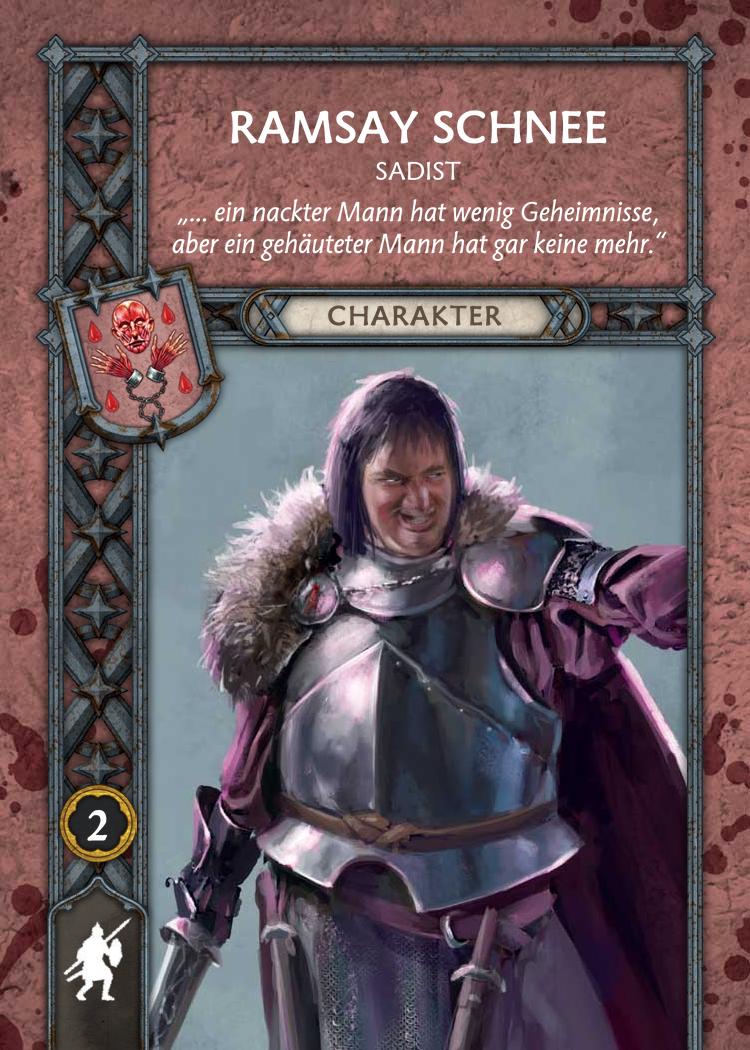 RAMSAY SCHNEE
SADIST
„... ein nackter Mann hat wenig Geheimnisse,
aber ein gehäuteter Mann hat gar keine mehr.“
CHARAKTER
2